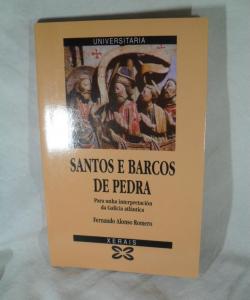 UNIVERSITARIA
SANTOS E BARCOS
DE PEDRA
Para unha interpretación
da Galicia atlántica
Fernando Alonso Romero
XERAIS